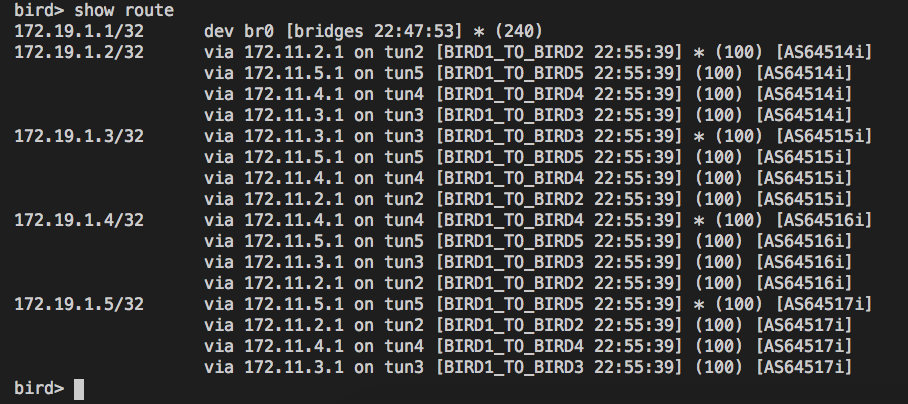 bird> show route
172.19.1.1/32      dev br0 [bridges 22:47:53] * (240)
172.19.1.2/32      via 172.11.2.1 on tun2 [BIRD1_TO_BIRD2 22:55:39] * (100) [AS64514i]
                   via 172.11.5.1 on tun5 [BIRD1_TO_BIRD5 22:55:39] (100) [AS64514i]
                   via 172.11.4.1 on tun4 [BIRD1_TO_BIRD4 22:55:39] (100) [AS64514i]
                   via 172.11.3.1 on tun3 [BIRD1_TO_BIRD3 22:55:39] (100) [AS64514i]
172.19.1.3/32      via 172.11.3.1 on tun3 [BIRD1_TO_BIRD3 22:55:39] * (100) [AS64515i]
                   via 172.11.5.1 on tun5 [BIRD1_TO_BIRD5 22:55:39] (100) [AS64515i]
                   via 172.11.4.1 on tun4 [BIRD1_TO_BIRD4 22:55:39] (100) [AS64515i]
                   via 172.11.2.1 on tun2 [BIRD1_TO_BIRD2 22:55:39] (100) [AS64515i]
172.19.1.4/32      via 172.11.4.1 on tun4 [BIRD1_TO_BIRD4 22:55:39] * (100) [AS64516i]
                   via 172.11.5.1 on tun5 [BIRD1_TO_BIRD5 22:55:39] (100) [AS64516i]
                   via 172.11.3.1 on tun3 [BIRD1_TO_BIRD3 22:55:39] (100) [AS64516i]
                   via 172.11.2.1 on tun2 [BIRD1_TO_BIRD2 22:55:39] (100) [AS64516i]
172.19.1.5/32      via 172.11.5.1 on tun5 [BIRD1_TO_BIRD5 22:55:39] * (100) [AS64517i]
                   via 172.11.2.1 on tun2 [BIRD1_TO_BIRD2 22:55:39] (100) [AS64517i]
                   via 172.11.4.1 on tun4 [BIRD1_TO_BIRD4 22:55:39] (100) [AS64517i]
                   via 172.11.3.1 on tun3 [BIRD1_TO_BIRD3 22:55:39] (100) [AS64517i]
bird>